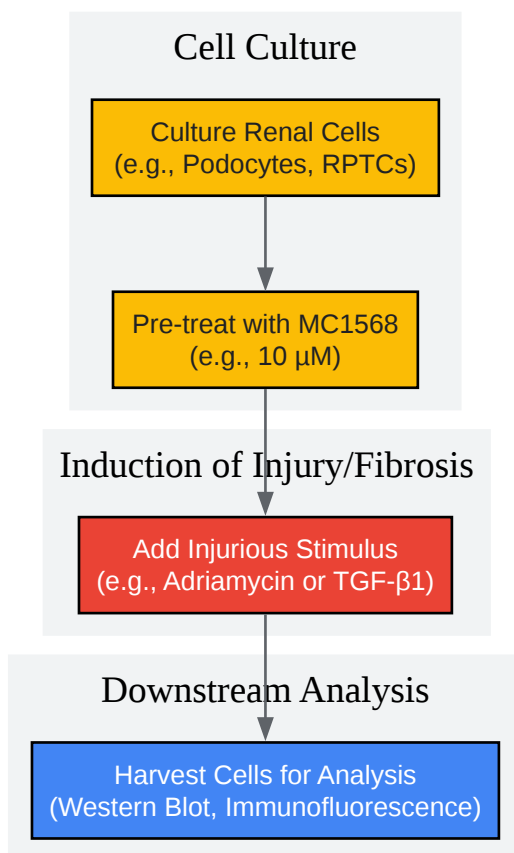 Cell Culture
Culture Renal Cells
(e.g., Podocytes, RPTCs)
Pre-treat with MC1568
(e.g., 10 µM)
Induction of Injury/Fibrosis
Add Injurious Stimulus
(e.g., Adriamycin or TGF-β1)
Downstream Analysis
Harvest Cells for Analysis
(Western Blot, Immunofluorescence)